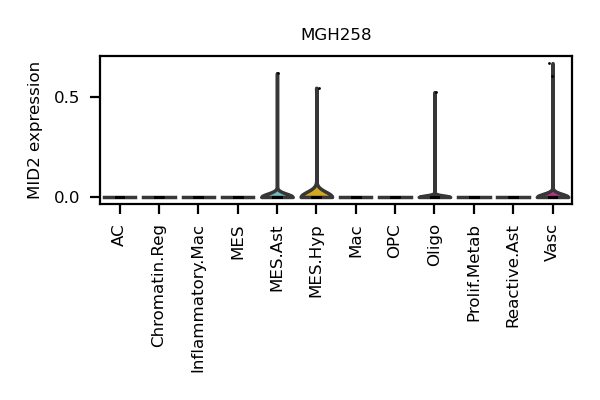 MGH258
MID2 expression
0.5
0.0
AC
Chromatin.Reg
Inflammatory.Mac
MES
MES.Ast
MES.Hyp
Mac
OPC
Oligo
Prolif.Metab
Reactive.Ast
Vasc